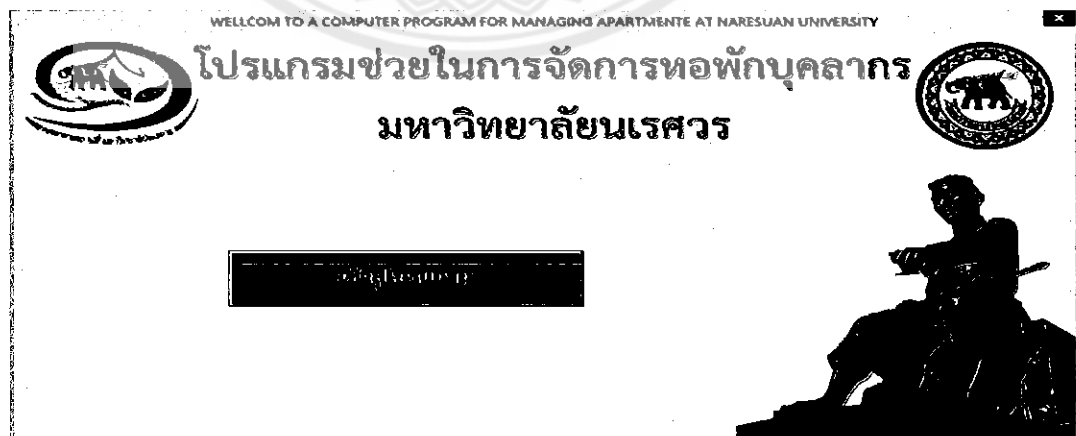 WELLCOM TO A COMPUTER PROGRAM FOR MANAGING APARTMENTE AT NARESUAN UNIVERSITY
โปรแกรมช่วยในการจัดการหอพักบุคลากร
มหาวิทยาลัยนเรศวร